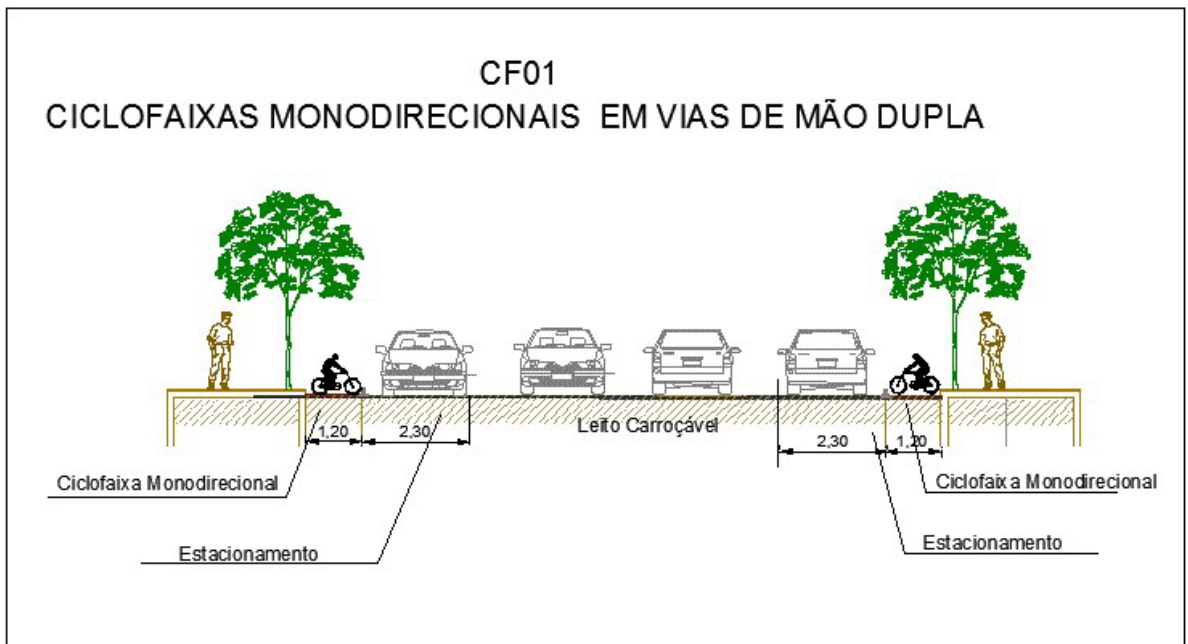 CF01
CICLOFAIXAS MONODIRECIONAIS EM VIAS DE MÃO DUPLA
Leito Carroçável
1,20
2,30
2,30
1,20
Ciclofaixa Monodirecional
Ciclofaixa Monodirecional
Estacionamento
Estacionamento